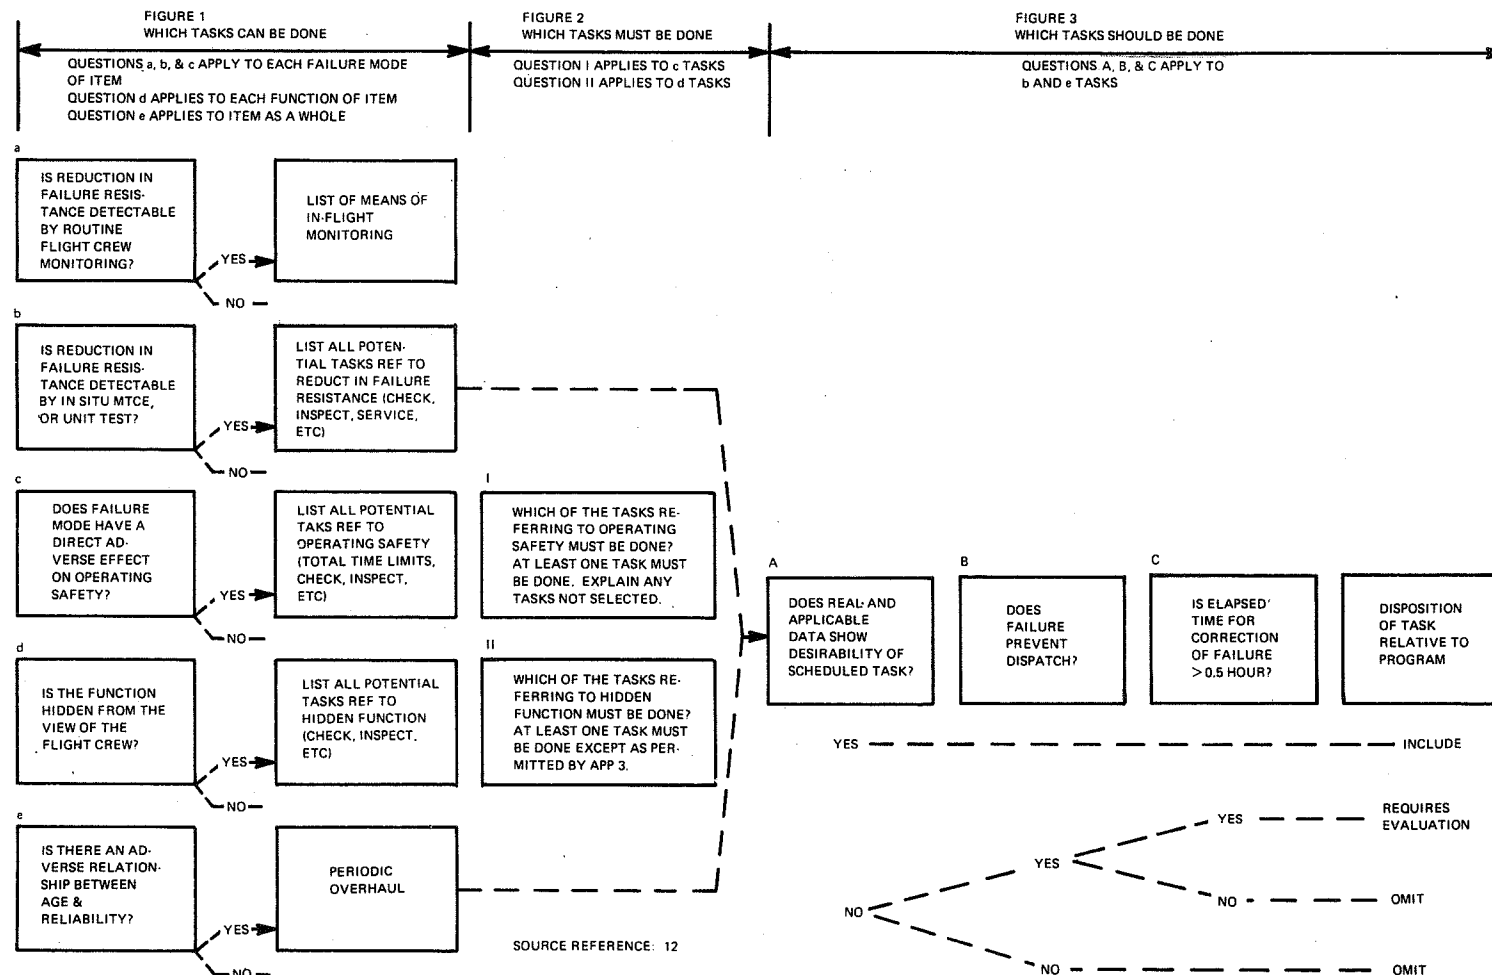 FIGURE 1
WHICH TASKS CAN BE DONE
QUESTIONS a, b, & c APPLY TO EACH FAILURE MODE
OF ITEM
QUESTION d APPLIES TO EACH FUNCTION OF ITEM
QUESTION e APPLIES TO ITEM AS A WHOLE
FIGURE 2
WHICH TASKS MUST BE DONE
QUESTION I APPLIES TO c TASKS
QUESTION II APPLIES TO d TASKS
FIGURE 3
WHICH TASKS SHOULD BE DONE
QUESTIONS A, B, & C APPLY TO
b AND e TASKS
a
IS REDUCTION IN
FAILURE RESIS-
TANCE DETECTABLE
BY ROUTINE
FLIGHT CREW
MONITORING?
YES
NO
LIST OF MEANS OF
IN-FLIGHT
MONITORING
b
IS REDUCTION IN
FAILURE RESIS-
TANCE DETECTABLE
BY IN SITU MTCE,
OR UNIT TEST?
YES
NO
LIST ALL POTEN-
TIAL TASKS REF TO
REDUCT IN FAILURE
RESISTANCE (CHECK,
INSPECT, SERVICE,
ETC)
c
DOES FAILURE
MODE HAVE A
DIRECT AD-
VERSE EFFECT
ON OPERATING
SAFETY?
YES
NO
LIST ALL POTENTIAL
TAKS REF TO
OPERATING SAFETY
(TOTAL TIME LIMITS,
CHECK, INSPECT,
ETC)
I
WHICH OF THE TASKS RE-
FERRING TO OPERATING
SAFETY MUST BE DONE?
AT LEAST ONE TASK MUST
BE DONE. EXPLAIN ANY
TASKS NOT SELECTED.
d
IS THE FUNCTION
HIDDEN FROM THE
VIEW OF THE
FLIGHT CREW?
YES
NO
LIST ALL POTENTIAL
TASKS REF TO
HIDDEN FUNCTION
(CHECK, INSPECT.
ETC)
II
WHICH OF THE TASKS RE-
FERRING TO HIDDEN
FUNCTION MUST BE DONE?
AT LEAST ONE TASK MUST
BE DONE EXCEPT AS PER-
MITTED BY APP 3.
e
IS THERE AN AD-
VERSE RELATION-
SHIP BETWEEN
AGE &
RELIABILITY?
YES
NO
PERIODIC
OVERHAUL
A
DOES REAL AND
APPLICABLE
DATA SHOW
DESIRABILITY OF
SCHEDULED TASK?
B
DOES
FAILURE
PREVENT
DISPATCH?
C
IS ELAPSED
TIME FOR
CORRECTION
OF FAILURE
> 0.5 HOUR?
DISPOSITION
OF TASK
RELATIVE TO
PROGRAM
YES
INCLUDE
NO
YES
YES
REQUIRES
EVALUATION
NO
OMIT
NO
OMIT
SOURCE REFERENCE: 12